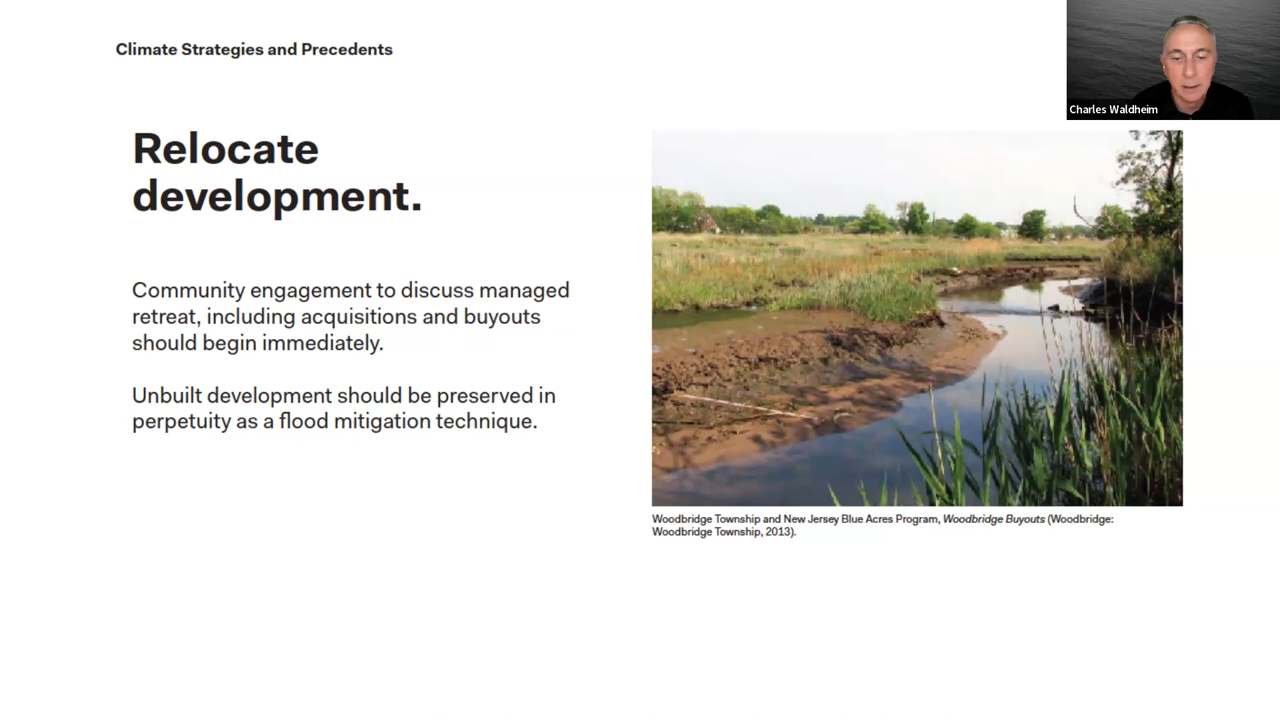 Climate Strategies and Precedents
Charles Waldheim
Relocate
development.
Community engagement to discuss managed
retreat, including acquisitions and buyouts
should begin immediately.
Unbuilt development should be preserved in
perpetuity as a flood mitigation technique.
Woodbridge Township and New Jersey Blue Acres Program, Woodbridge Buyouts (Woodbridge:
Woodbridge Township, 2013).